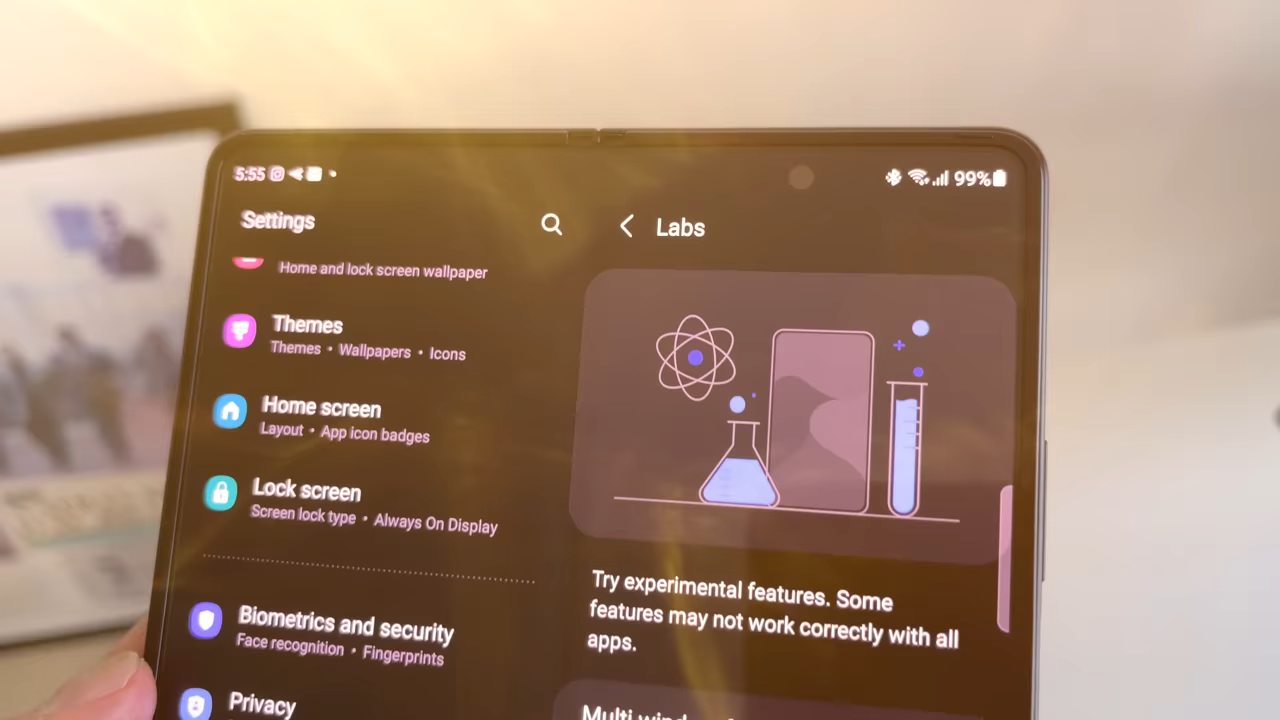 5:55
99%
Settings
Labs
Home and lock screen wallpaper
Themes
Themes • Wallpapers • Icons
Home screen
Layout • App icon badges
Lock screen
Screen lock type • Always On Display
Biometrics and security
Face recognition • Fingerprints
Privacy
Try experimental features. Some
features may not work correctly with all
apps.
Multi